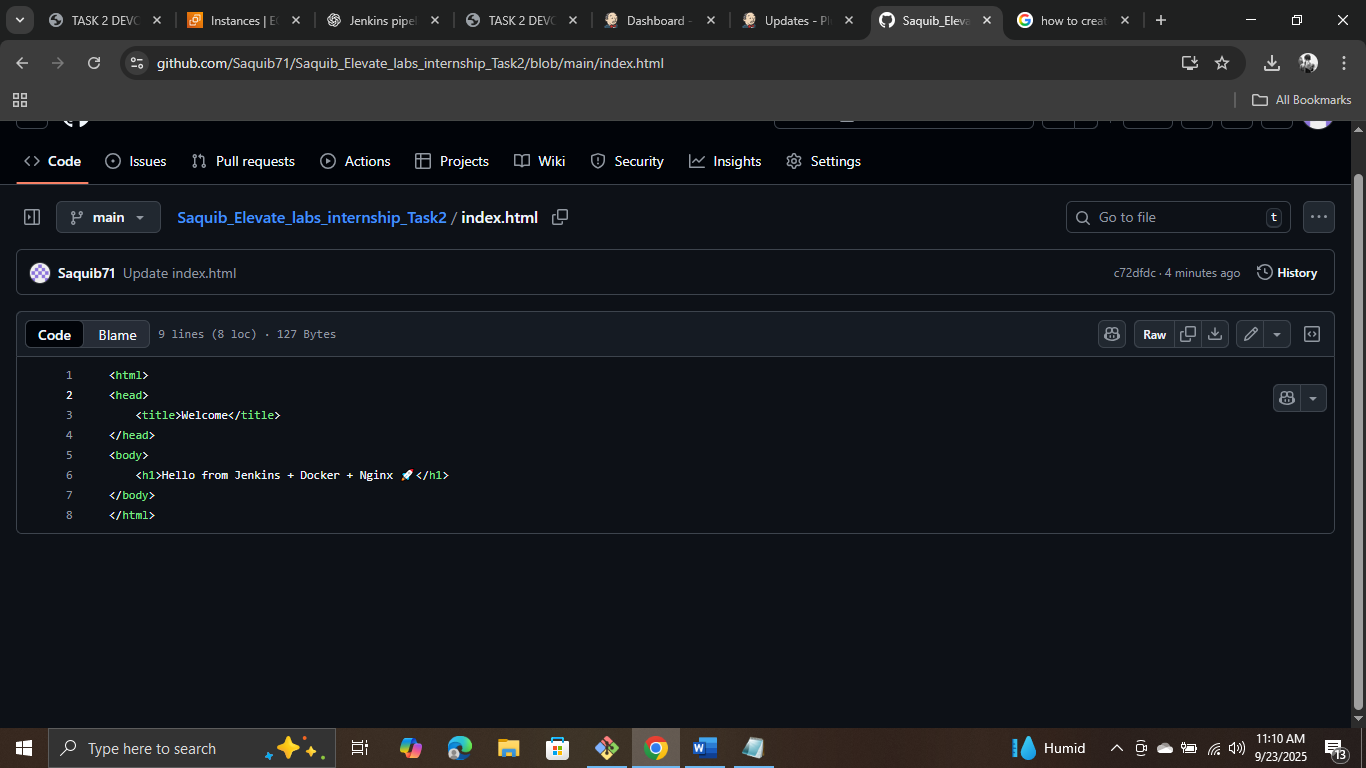 TASK 2 DEVO
Instances | EC
Jenkins pipel
TASK 2 DEVO
Dashboard -
Updates - Pl
Saquib_Eleva
how to creat
github.com/Saquib71/Saquib_Elevate_labs_internship_Task2/blob/main/index.html
All Bookmarks
Code Issues Pull requests Actions Projects Wiki Security Insights Settings
main Saquib_Elevate_labs_internship_Task2 / index.html Go to file t
Saquib71 Update index.html c72dfdc · 4 minutes ago History
Code Blame 9 lines (8 loc) · 127 Bytes Raw
1 <html>
2 <head>
3 <title>Welcome</title>
4 </head>
5 <body>
6 <h1>Hello from Jenkins + Docker + Nginx 🚀</h1>
7 </body>
8 </html>
Type here to search
Humid
11:10 AM
9/23/2025
13